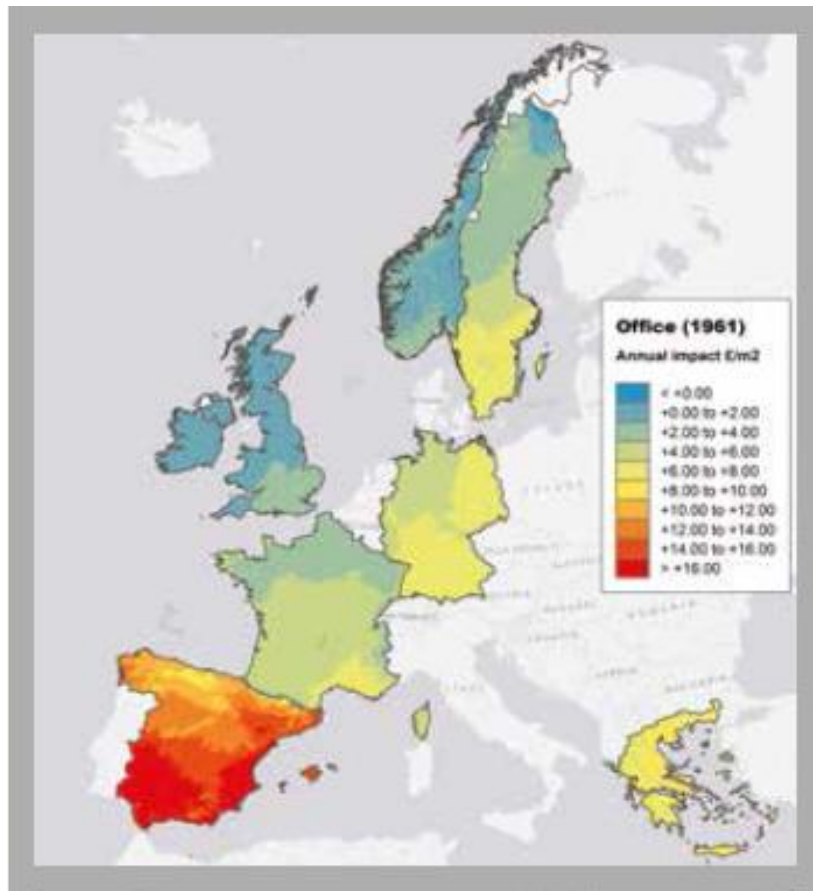 Office (1961)
Annual impact £/m2
< +0.00
+0.00 to +2.00
+2.00 to +4.00
+4.00 to +6.00
+6.00 to +8.00
+8.00 to +10.00
+10.00 to +12.00
+12.00 to +14.00
+14.00 to +16.00
> +16.00